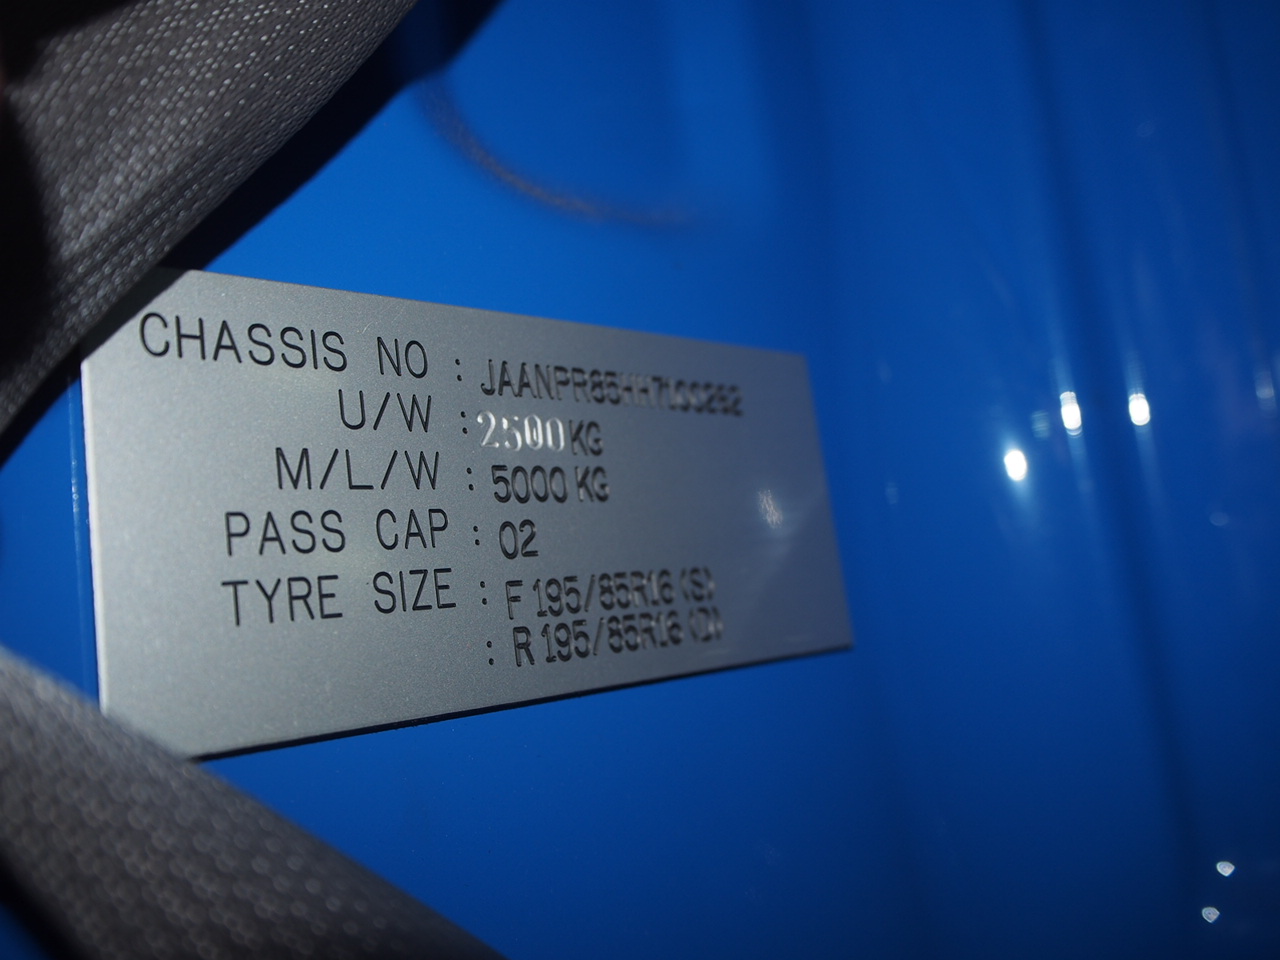 CHASSIS NO : JAANPR85HH7100282
U/W : 2500 KG
M/L/W : 5000 KG
PASS CAP : 02
TYRE SIZE : F 195/85R16 (S)
: R 195/85R16 (D)